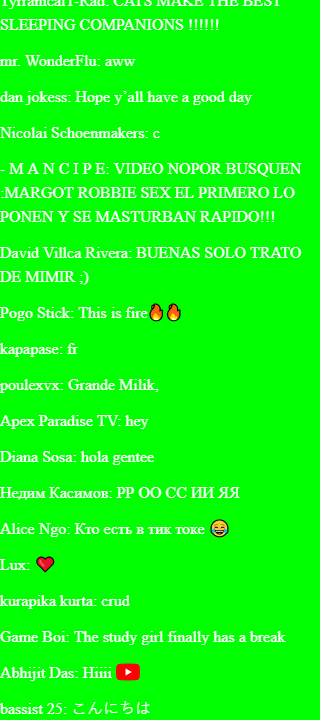 Tyrranical1-Rad: CATS MAKE THE BEST
SLEEPING COMPANIONS !!!!!!
mr. WonderFlu: aww
dan jokess: Hope y`all have a good day
Nicolai Schoenmakers: c
- M A N C I P E: VIDEO NOPOR BUSQUEN
:MARGOT ROBBIE SEX EL PRIMERO LO
PONEN Y SE MASTURBAN RAPIDO!!!
David Villca Rivera: BUENAS SOLO TRATO
DE MIMIR ;)
Pogo Stick: This is fire🔥🔥
kapapase: fr
poulexvx: Grande Milik,
Apex Paradise TV: hey
Diana Sosa: hola gentee
Недим Касимов: РР ОО СС ИИ ЯЯ
Alice Ngo: Кто есть в тик токе 😂
Lux: ❤
kurapika kurta: crud
Game Boi: The study girl finally has a break
Abhijit Das: Hiiii
bassist 25: こんにちは